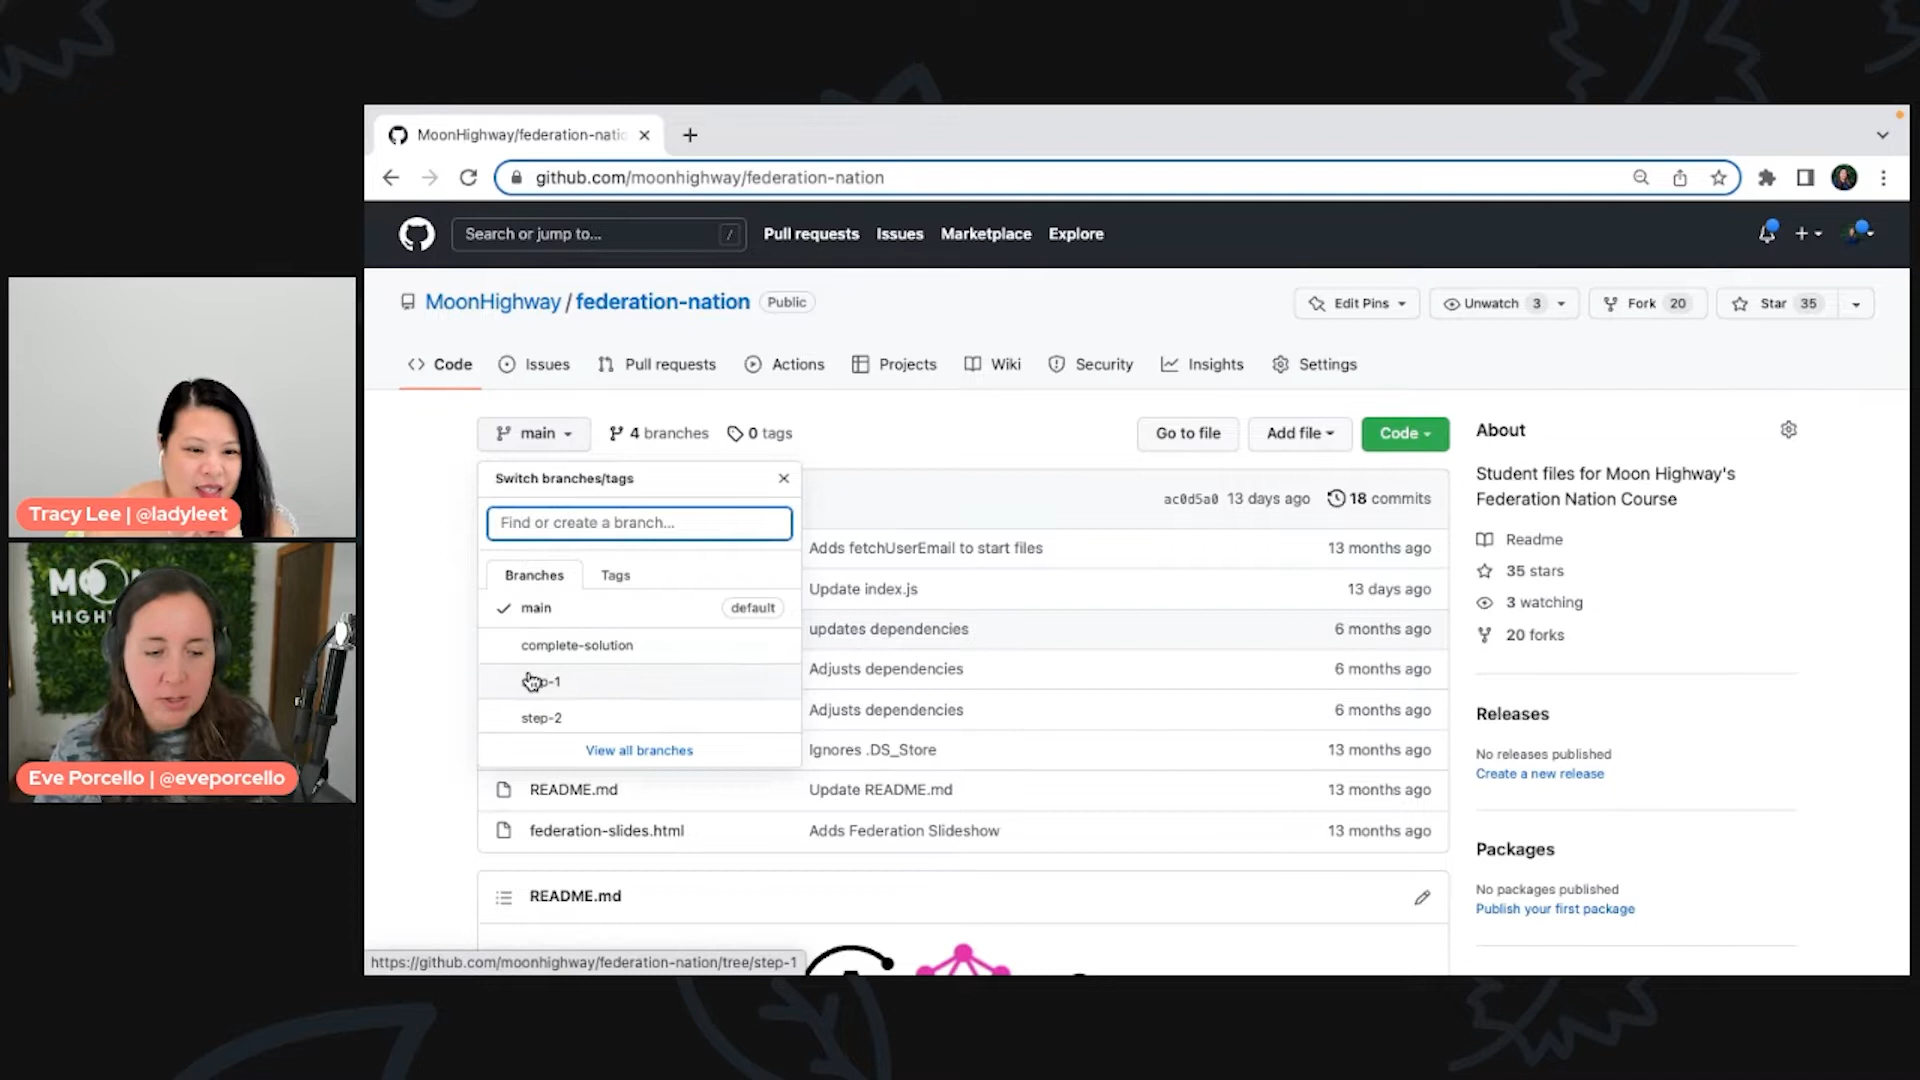 MoonHighway/federation-natio
github.com/moonhighway/federation-nation
Search or jump to... /
Pull requests Issues Marketplace Explore
MoonHighway / federation-nation Public
Edit Pins Unwatch 3 Fork 20 Star 35
Code Issues Pull requests Actions Projects Wiki Security Insights Settings
main 4 branches 0 tags Go to file Add file Code
Switch branches/tags
Find or create a branch...
Branches Tags
main default
complete-solution
p-1
step-2
View all branches
ac0d5a0 13 days ago 18 commits
Adds fetchUserEmail to start files 13 months ago
Update index.js 13 days ago
updates dependencies 6 months ago
Adjusts dependencies 6 months ago
Adjusts dependencies 6 months ago
Ignores .DS_Store 13 months ago
README.md Update README.md 13 months ago
federation-slides.html Adds Federation Slideshow 13 months ago
README.md
About
Student files for Moon Highway's
Federation Nation Course
Readme
35 stars
3 watching
20 forks
Releases
No releases published
Create a new release
Packages
No packages published
Publish your first package
https://github.com/moonhighway/federation-nation/tree/step-1
Tracy Lee | @ladyleet
MO N
HIGH
Eve Porcello | @eveporcello